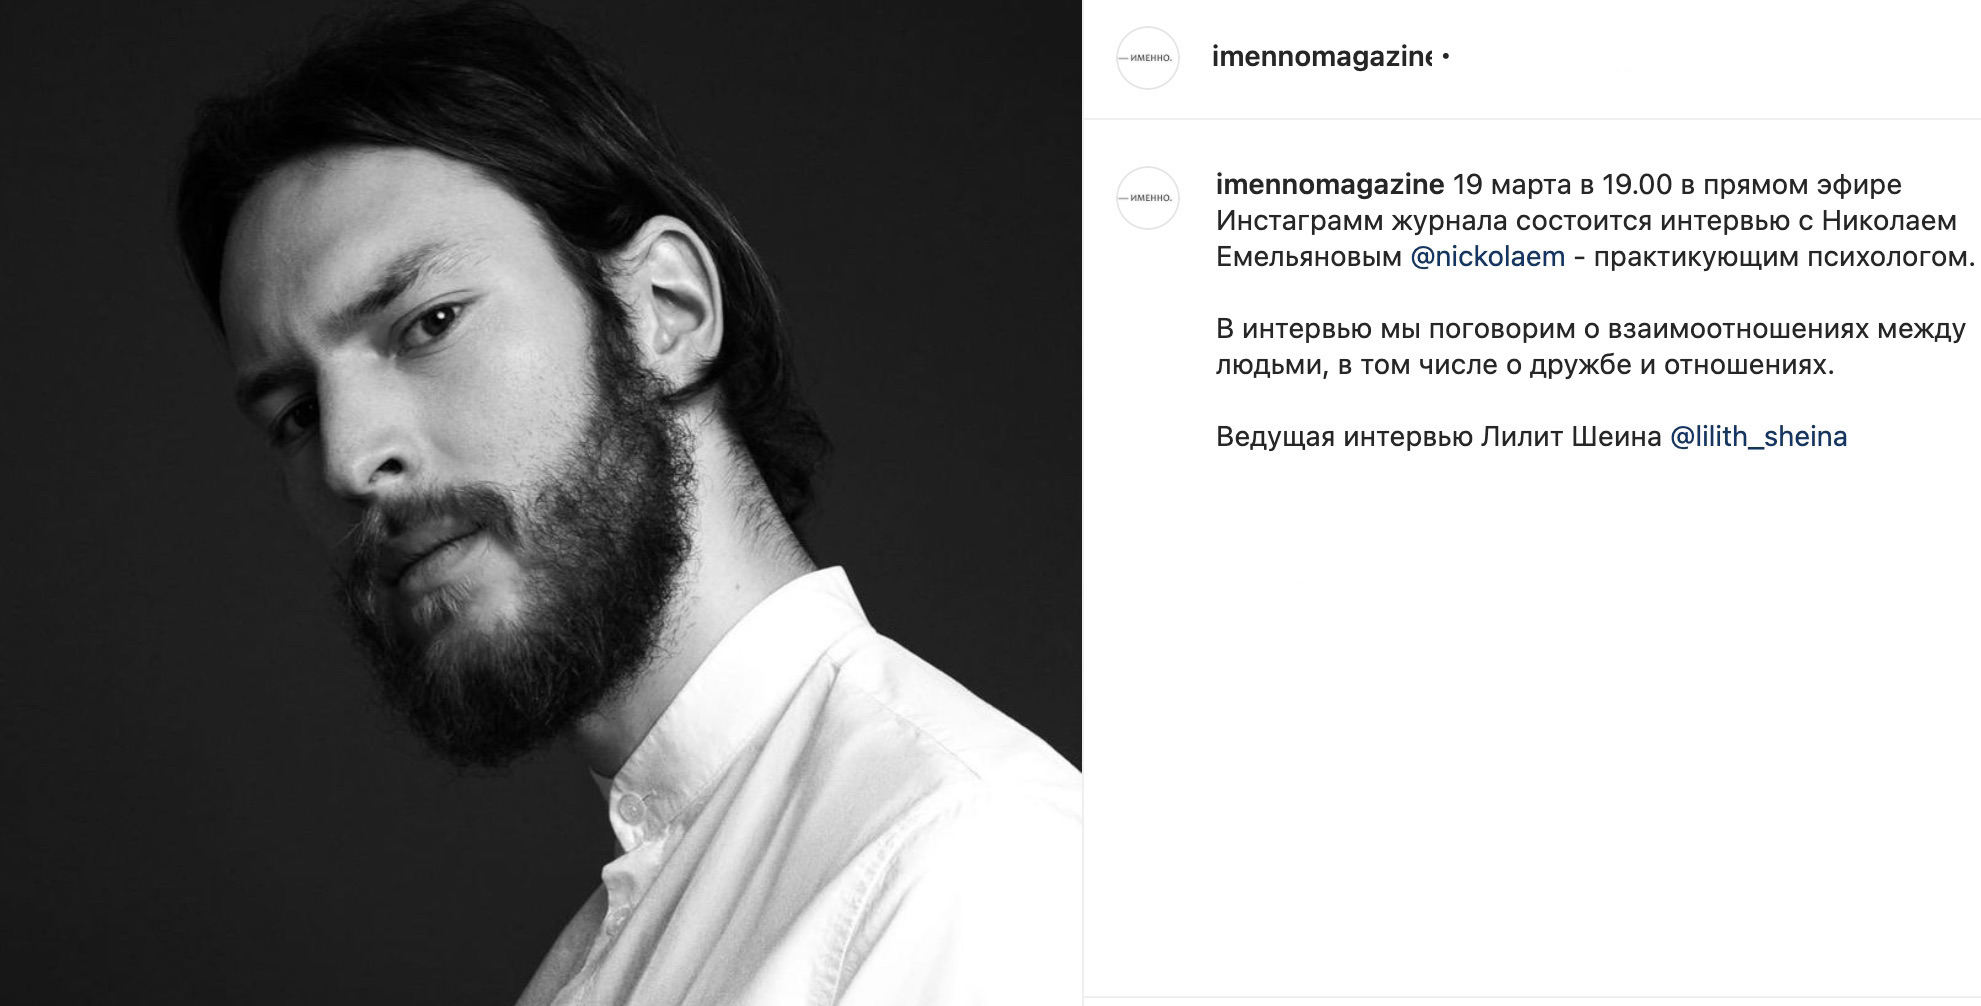 — ИМЕННО.
imennomagazine •
— ИМЕННО.
imennomagazine 19 марта в 19.00 в прямом эфире
Инстаграмм журнала состоится интервью с Николаем
Емельяновым @nickolaem - практикующим психологом.
В интервью мы поговорим о взаимоотношениях между
людьми, в том числе о дружбе и отношениях.
Ведущая интервью Лилит Шеина @lilith_sheina